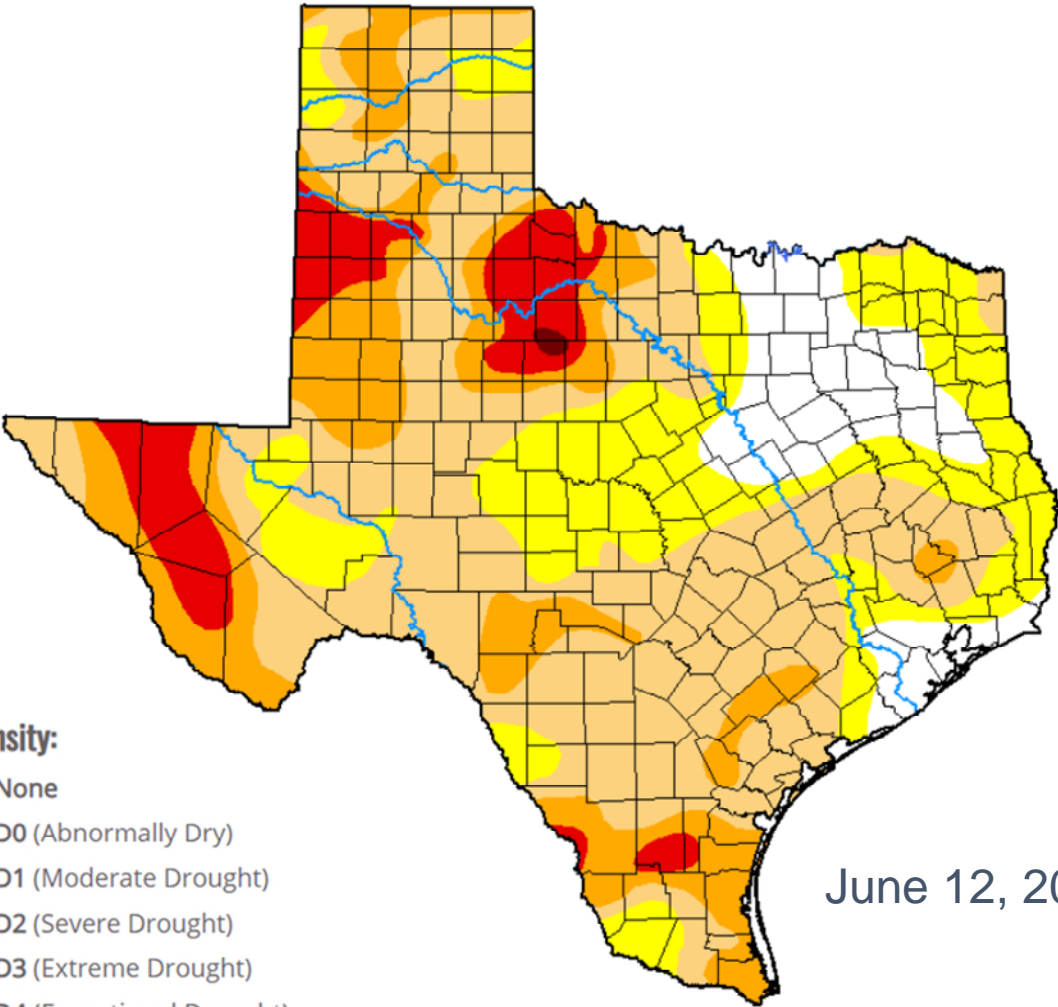 nsity:
None
D0 (Abnormally Dry)
D1 (Moderate Drought)
D2 (Severe Drought)
D3 (Extreme Drought)
June 12, 20